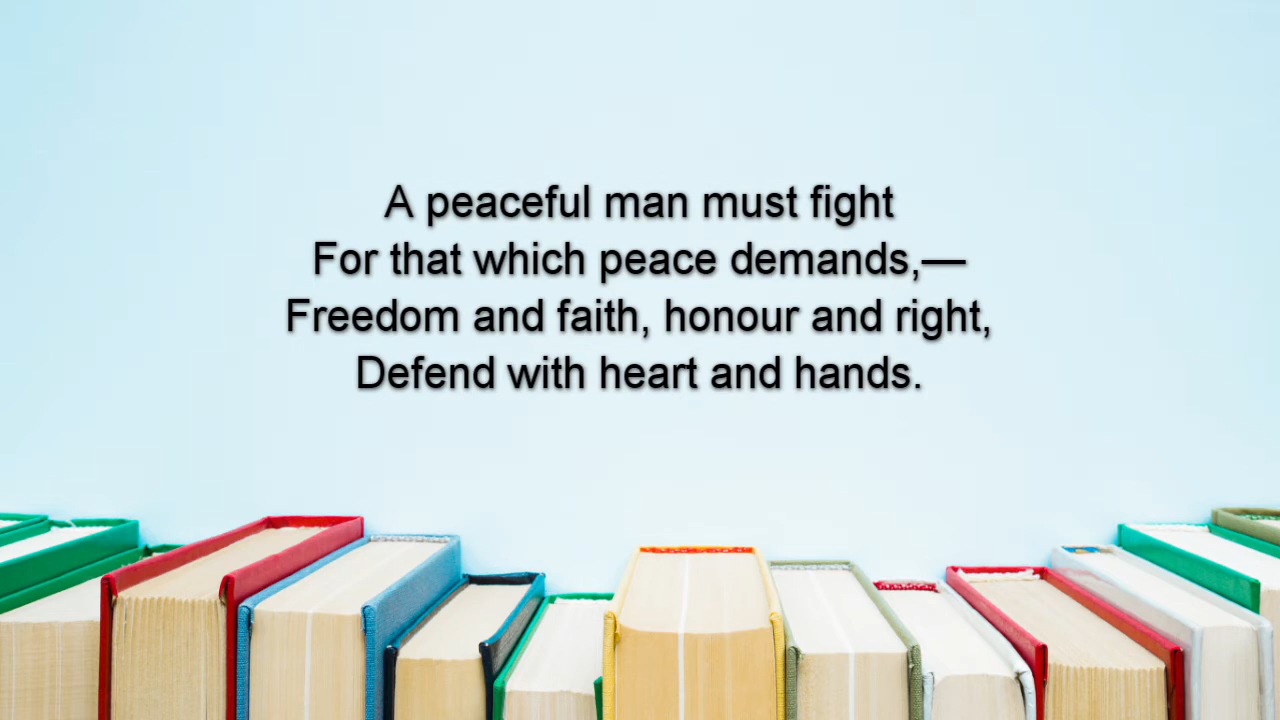 A peaceful man must fight
For that which peace demands,—
Freedom and faith, honour and right,
Defend with heart and hands.